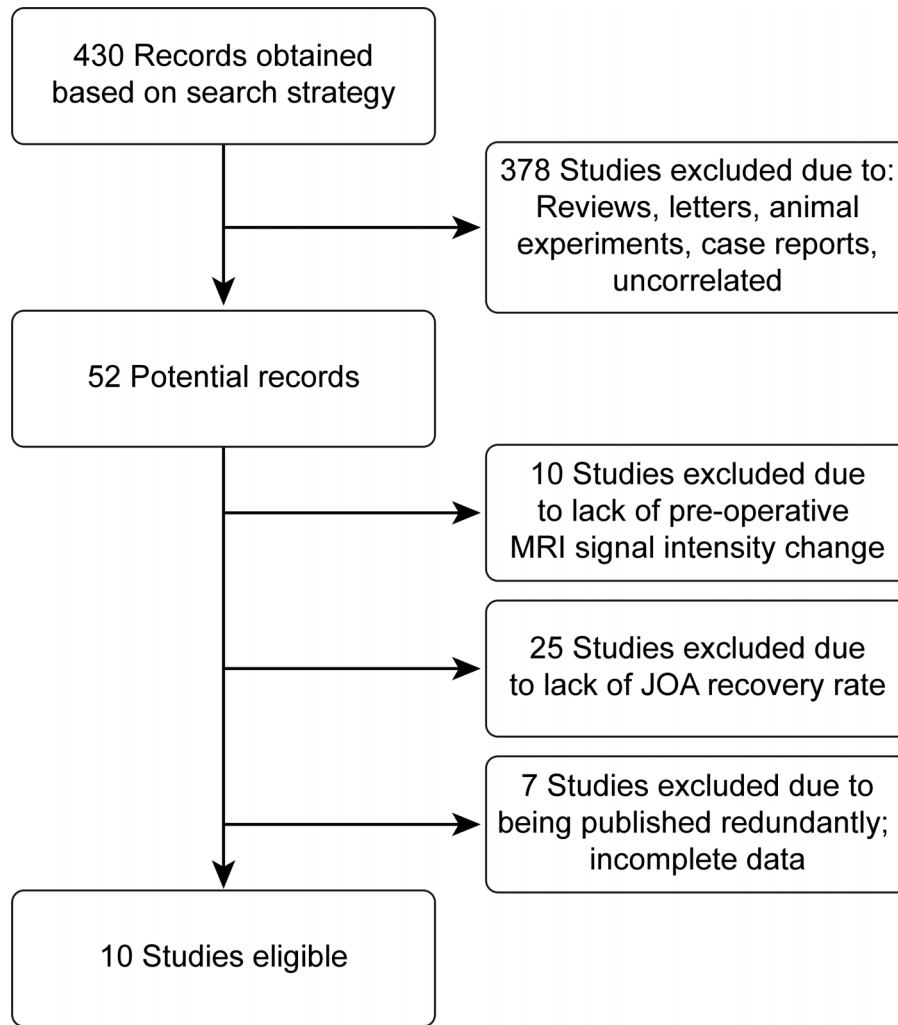 430 Records obtained
based on search strategy
378 Studies excluded due to:
Reviews, letters, animal
experiments, case reports,
uncorrelated
52 Potential records
10 Studies excluded due
to lack of pre-operative
MRI signal intensity change
25 Studies excluded due
to lack of JOA recovery rate
7 Studies excluded due to
being published redundantly;
incomplete data
10 Studies eligible